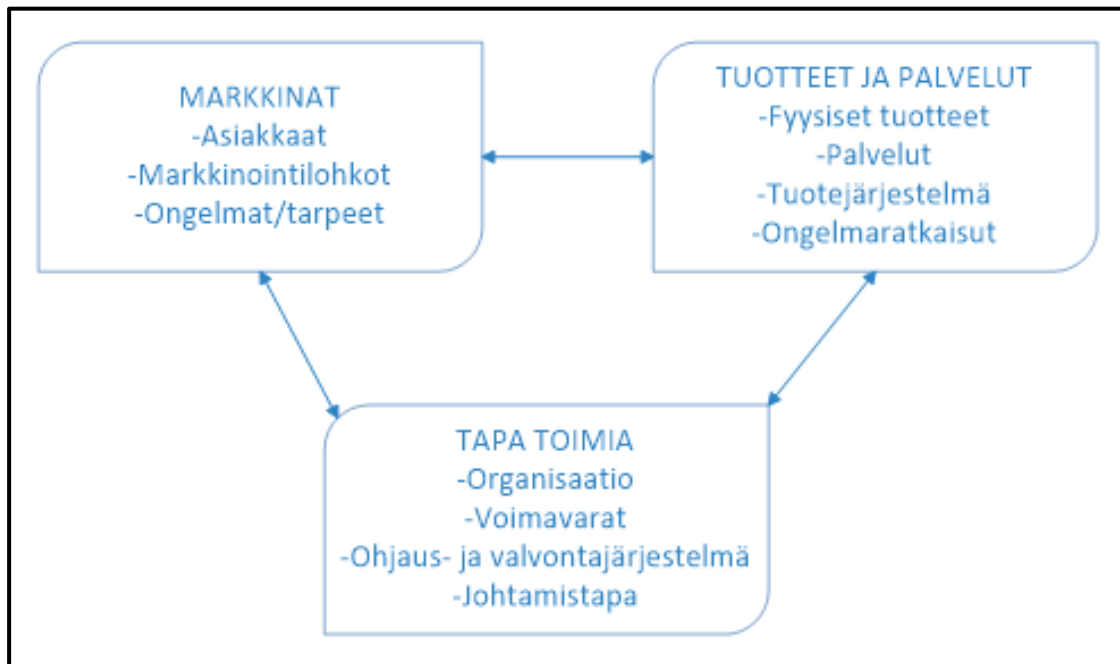 MARKKINAT
-Asiakkaat
-Markkinointilohkot
-Ongelmat/tarpeet
TUOTTEET JA PALVELUT
-Fyysiset tuotteet
-Palvelut
-Tuotejärjestelmä
-Ongelmaratkaisut
TAPA TOIMIA
-Organisaatio
-Voimavarat
-Ohjaus- ja valvontajärjestelmä
-Johtamistapa